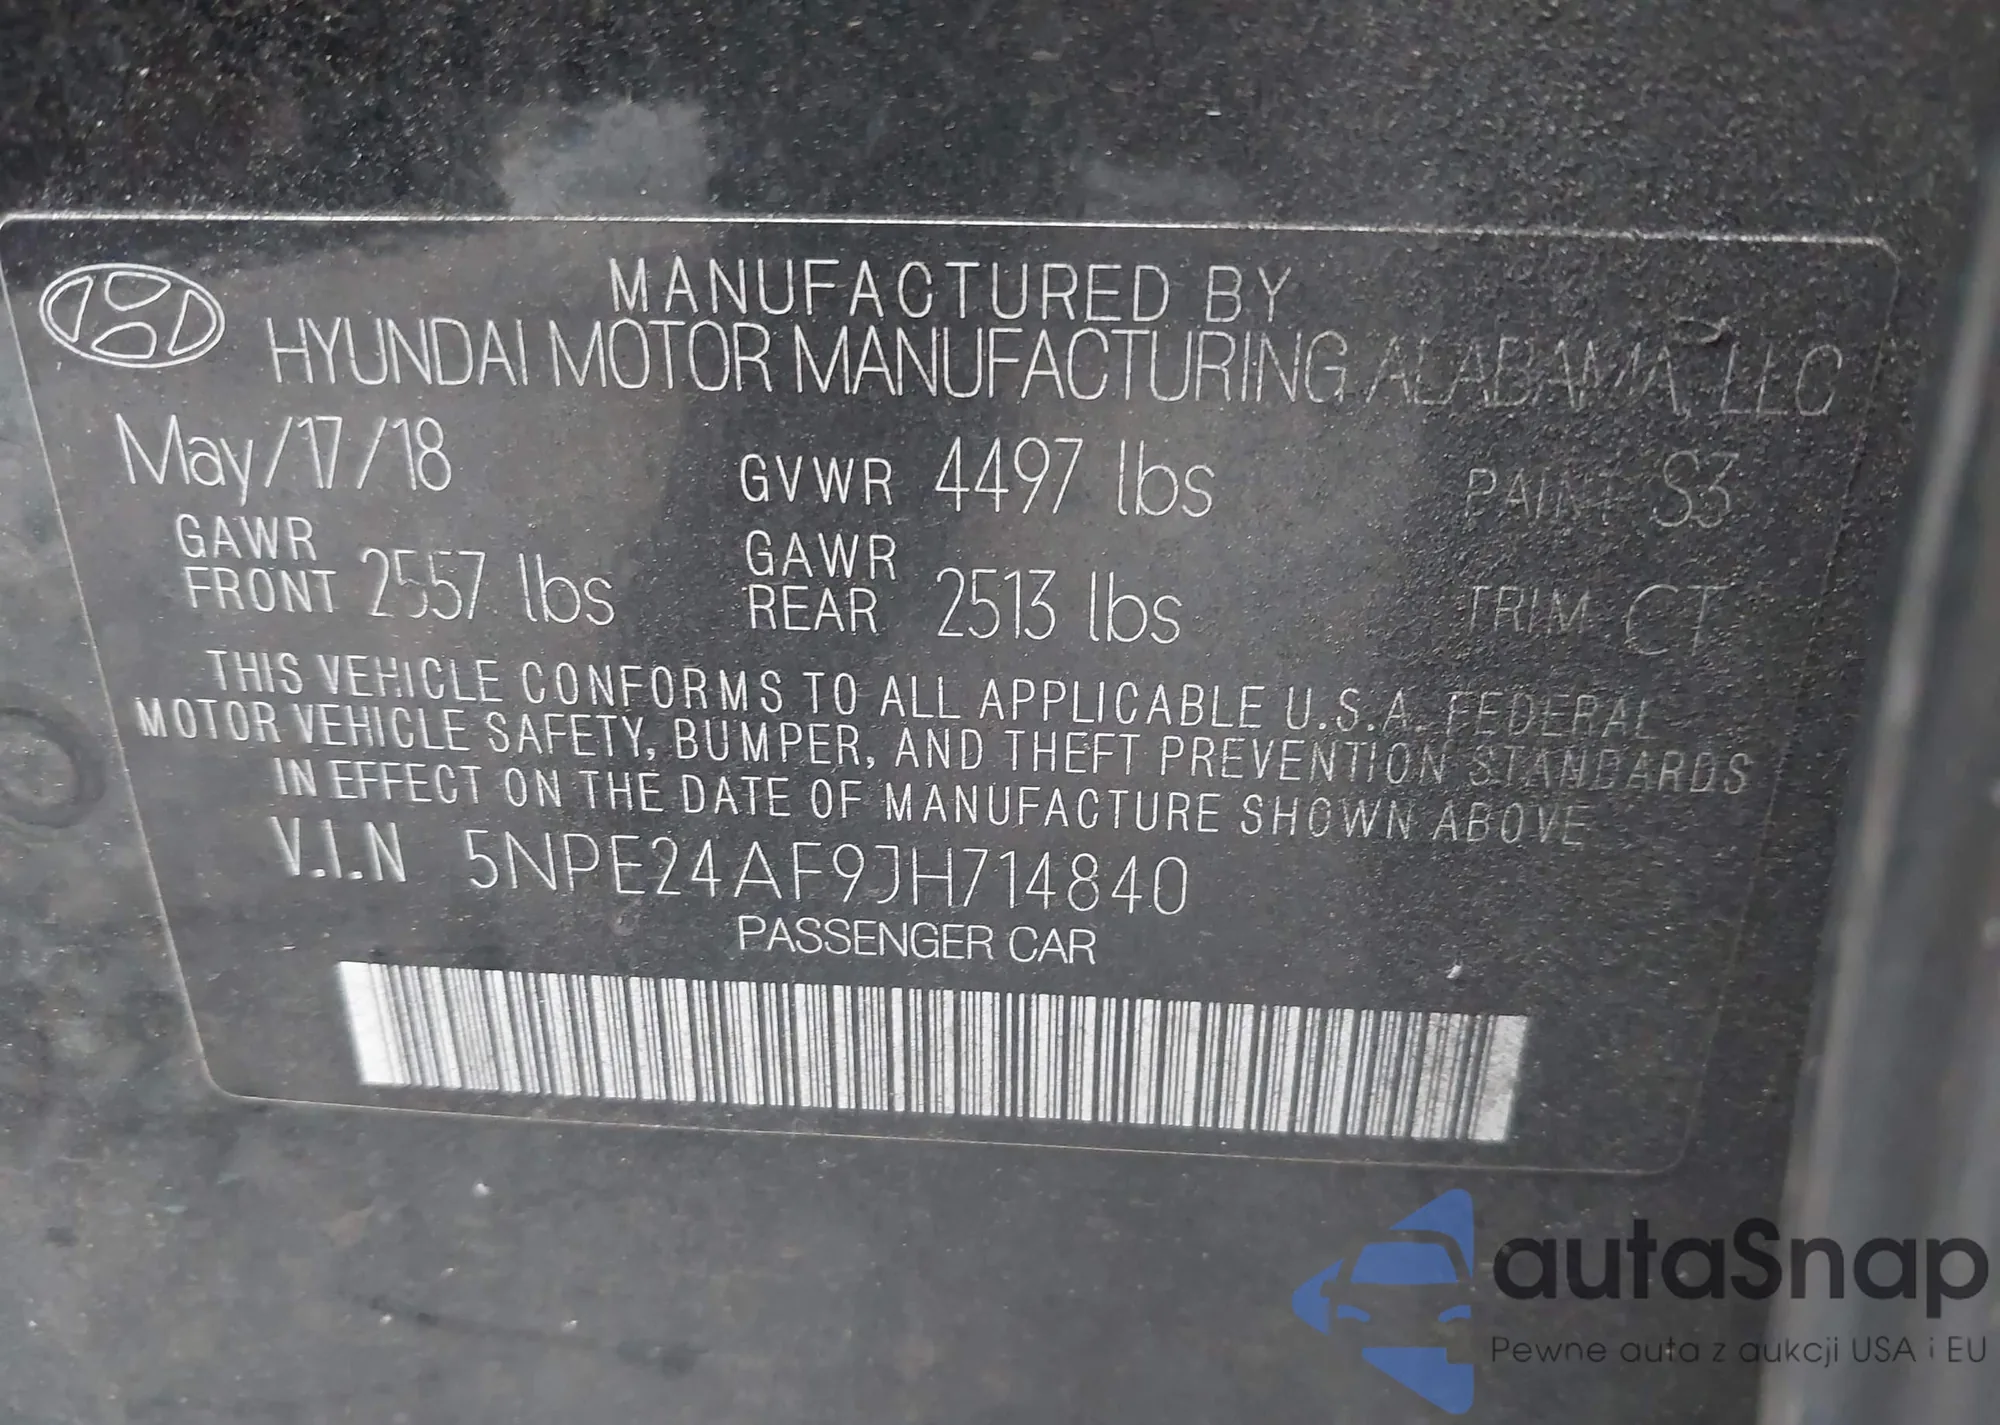 MANUFACTURED BY
HYUNDAI MOTOR MANUFACTURING ALABAMA, LLC
May/17/18 GVWR 4497 lbs PAINT S3
GAWR FRONT 2557 lbs GAWR REAR 2513 lbs TRIM CT
THIS VEHICLE CONFORMS TO ALL APPLICABLE U.S.A. FEDERAL
MOTOR VEHICLE SAFETY, BUMPER, AND THEFT PREVENTION STANDARDS
IN EFFECT ON THE DATE OF MANUFACTURE SHOWN ABOVE
V.I.N 5NPE24AF9JH714840
PASSENGER CAR
autaSnap
Pewne auta z aukcji USA i EU